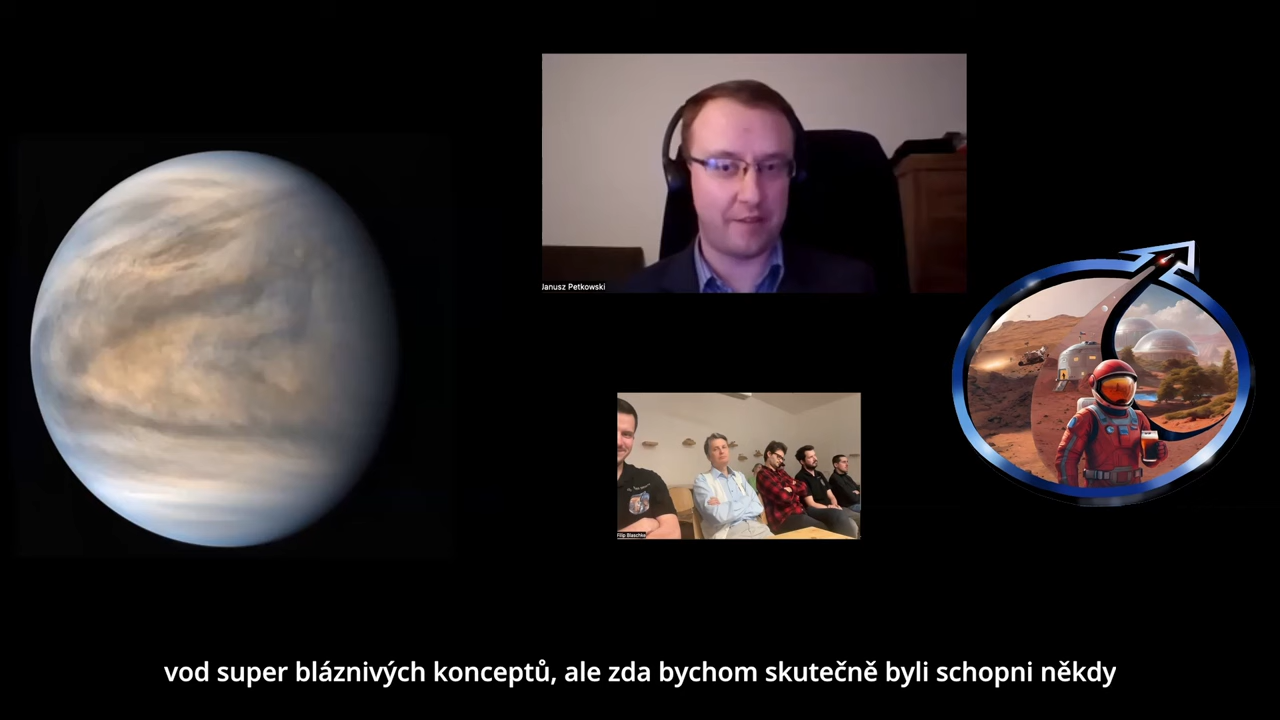 Janusz Petkowski
Filip Blaschke
vod super bláznivých konceptů, ale zda bychom skutečně byli schopni někdy